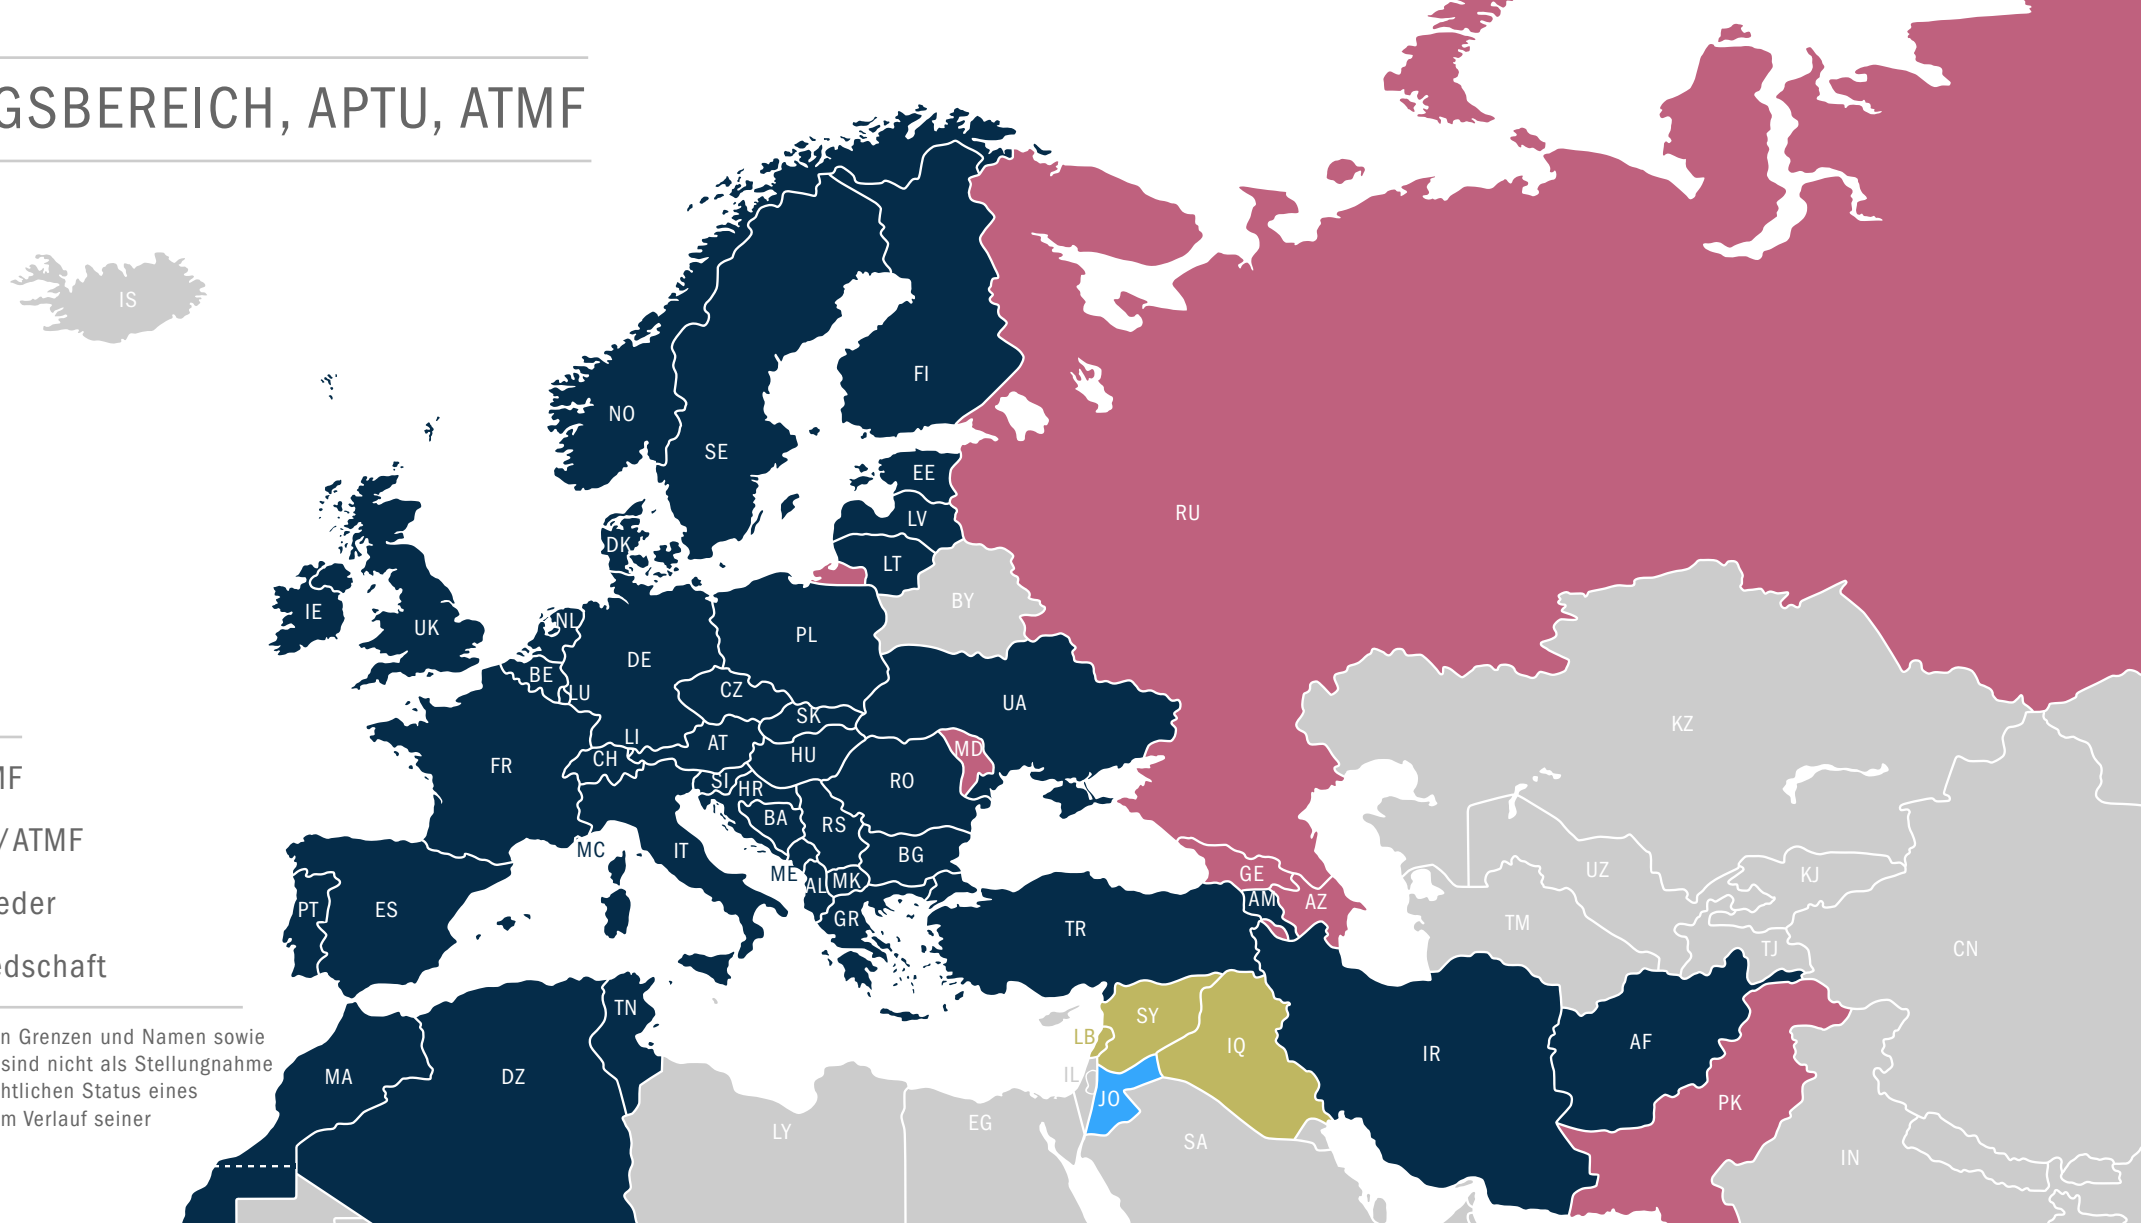 GSBEREICH, APTU, ATMF
IS
FI
NO
SE
EE
RU
LV
DK
LT
BY
IE
NL
UK
PL
DE
BE
CZ
LU
UA
SK
KZ
LI
AT
MD
HU
CH
FR
RO
SI
HR
MF
BA
RS
/ATMF
MC
IT
BG
UZ
GE
KJ
ME
AL
MK
AM
AZ
eder
PT
ES
GR
TM
TR
TJ
CN
edschaft
TN
SY
n Grenzen und Namen sowie
LB
IQ
AF
IR
sind nicht als Stellungnahme
MA
DZ
IL
htlichen Status eines
JO
PK
m Verlauf seiner
EG
LY
SA
IN